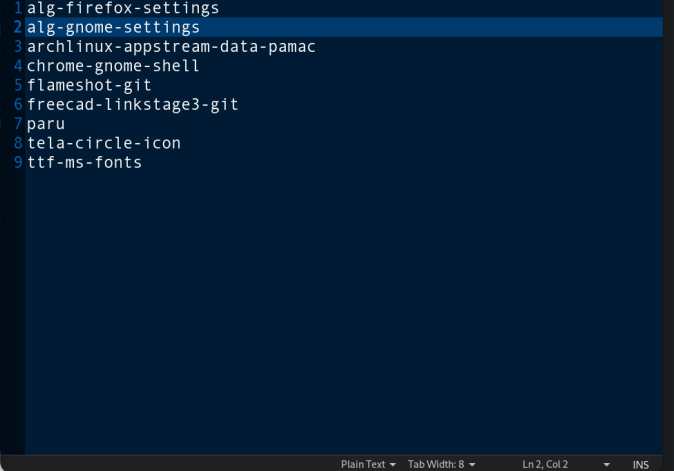 1 alg-firefox-settings
2 alg-gnome-settings
3 archlinux-appstream-data-pamac
4 chrome-gnome-shell
5 flameshot-git
6 freecad-linkstage3-git
7 paru
8 tela-circle-icon
9 ttf-ms-fonts
Plain Text Tab Width: 8 Ln 2, Col 2 INS